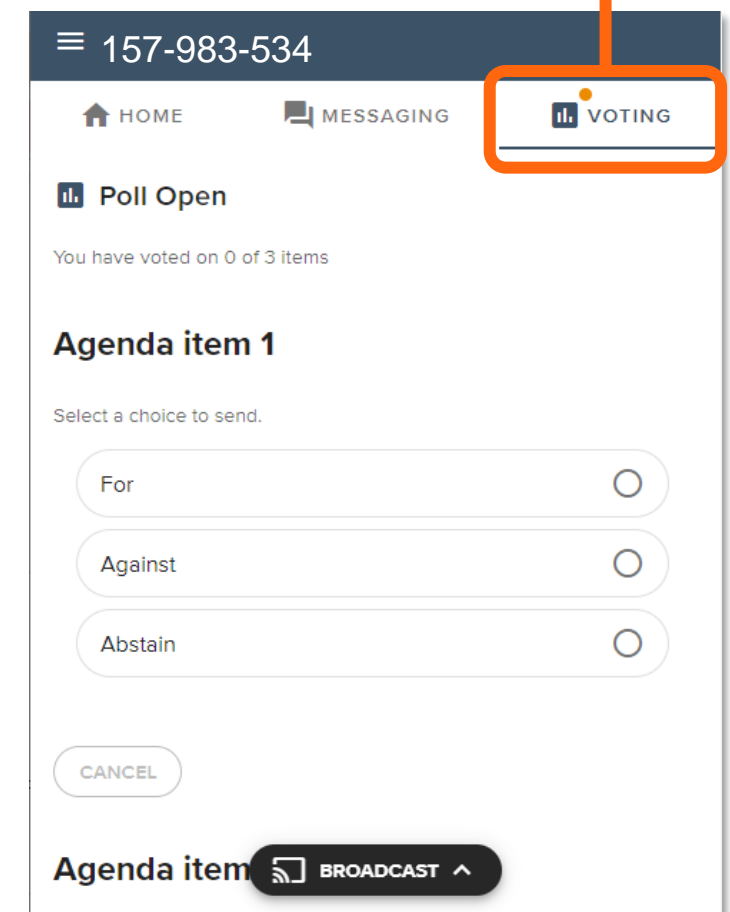 157-983-534
HOME MESSAGING VOTING
Poll Open
You have voted on 0 of 3 items
Agenda item 1
Select a choice to send.
For
Against
Abstain
CANCEL
Agenda item
BROADCAST